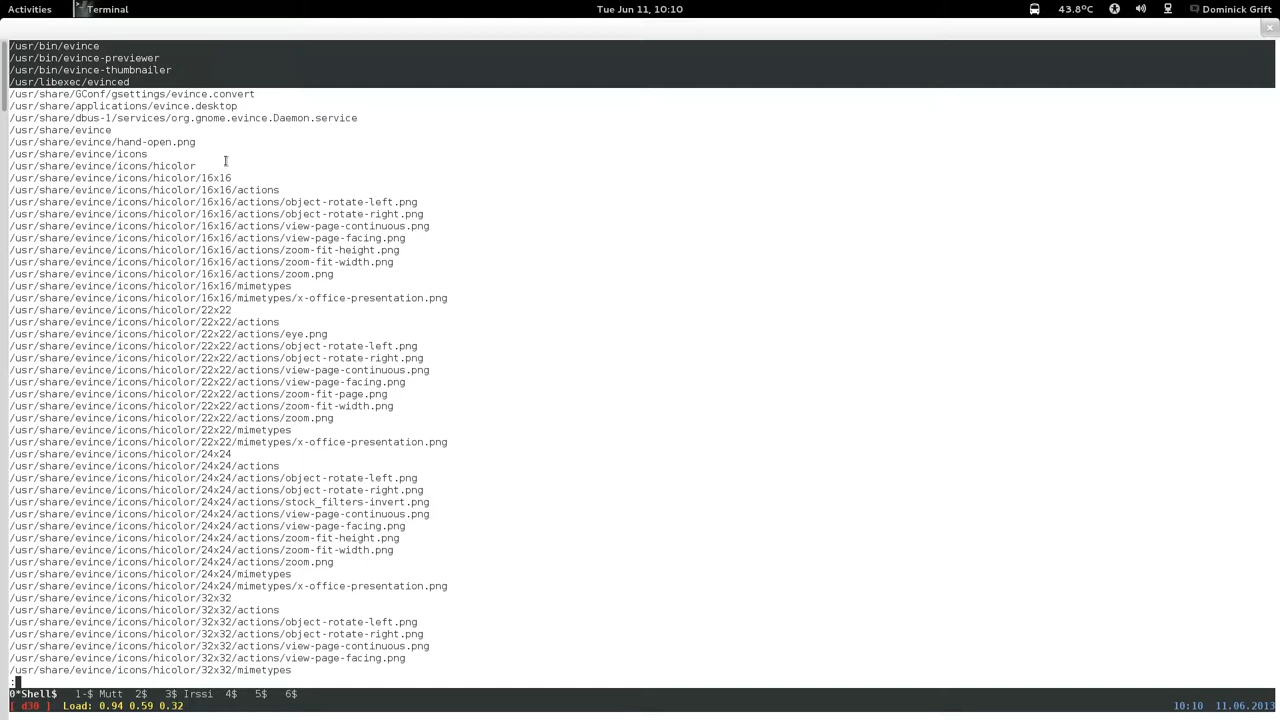 Activities Terminal Tue Jun 11, 10:10 43.8ºC Dominick Grift
/usr/bin/evince
/usr/bin/evince-previewer
/usr/bin/evince-thumbnailer
/usr/libexec/evinced
/usr/share/GConf/gsettings/evince.convert
/usr/share/applications/evince.desktop
/usr/share/dbus-1/services/org.gnome.evince.Daemon.service
/usr/share/evince
/usr/share/evince/hand-open.png
/usr/share/evince/icons
/usr/share/evince/icons/hicolor
/usr/share/evince/icons/hicolor/16x16
/usr/share/evince/icons/hicolor/16x16/actions
/usr/share/evince/icons/hicolor/16x16/actions/object-rotate-left.png
/usr/share/evince/icons/hicolor/16x16/actions/object-rotate-right.png
/usr/share/evince/icons/hicolor/16x16/actions/view-page-continuous.png
/usr/share/evince/icons/hicolor/16x16/actions/view-page-facing.png
/usr/share/evince/icons/hicolor/16x16/actions/zoom-fit-height.png
/usr/share/evince/icons/hicolor/16x16/actions/zoom-fit-width.png
/usr/share/evince/icons/hicolor/16x16/actions/zoom.png
/usr/share/evince/icons/hicolor/16x16/mimetypes
/usr/share/evince/icons/hicolor/16x16/mimetypes/x-office-presentation.png
/usr/share/evince/icons/hicolor/22x22
/usr/share/evince/icons/hicolor/22x22/actions
/usr/share/evince/icons/hicolor/22x22/actions/eye.png
/usr/share/evince/icons/hicolor/22x22/actions/object-rotate-left.png
/usr/share/evince/icons/hicolor/22x22/actions/object-rotate-right.png
/usr/share/evince/icons/hicolor/22x22/actions/view-page-continuous.png
/usr/share/evince/icons/hicolor/22x22/actions/view-page-facing.png
/usr/share/evince/icons/hicolor/22x22/actions/zoom-fit-page.png
/usr/share/evince/icons/hicolor/22x22/actions/zoom-fit-width.png
/usr/share/evince/icons/hicolor/22x22/actions/zoom.png
/usr/share/evince/icons/hicolor/22x22/mimetypes
/usr/share/evince/icons/hicolor/22x22/mimetypes/x-office-presentation.png
/usr/share/evince/icons/hicolor/24x24
/usr/share/evince/icons/hicolor/24x24/actions
/usr/share/evince/icons/hicolor/24x24/actions/object-rotate-left.png
/usr/share/evince/icons/hicolor/24x24/actions/object-rotate-right.png
/usr/share/evince/icons/hicolor/24x24/actions/stock_filters-invert.png
/usr/share/evince/icons/hicolor/24x24/actions/view-page-continuous.png
/usr/share/evince/icons/hicolor/24x24/actions/view-page-facing.png
/usr/share/evince/icons/hicolor/24x24/actions/zoom-fit-height.png
/usr/share/evince/icons/hicolor/24x24/actions/zoom-fit-width.png
/usr/share/evince/icons/hicolor/24x24/actions/zoom.png
/usr/share/evince/icons/hicolor/24x24/mimetypes
/usr/share/evince/icons/hicolor/24x24/mimetypes/x-office-presentation.png
/usr/share/evince/icons/hicolor/32x32
/usr/share/evince/icons/hicolor/32x32/actions
/usr/share/evince/icons/hicolor/32x32/actions/object-rotate-left.png
/usr/share/evince/icons/hicolor/32x32/actions/object-rotate-right.png
/usr/share/evince/icons/hicolor/32x32/actions/view-page-continuous.png
/usr/share/evince/icons/hicolor/32x32/actions/view-page-facing.png
/usr/share/evince/icons/hicolor/32x32/mimetypes
:
0*Shell$ 1-$ Mutt 2$ 3$ Irssi 4$ 5$ 6$
[ d30 ] Load: 0.94 0.59 0.32 10:10 11.06.2013